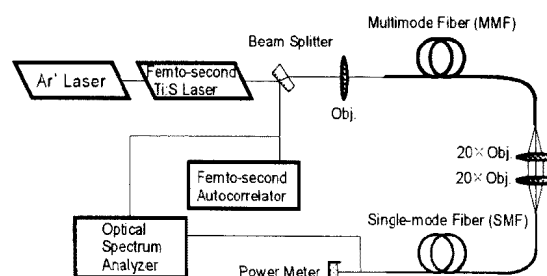 Multimode Fiber (MMF)
Beam Splitter
Ar⁺ Laser
Femto-second
Ti:S Laser
Obj.
20× Obj.
20× Obj.
Femto-second
Autocorrelator
Single-mode Fiber (SMF)
Optical
Spectrum
Analyzer
Power Meter